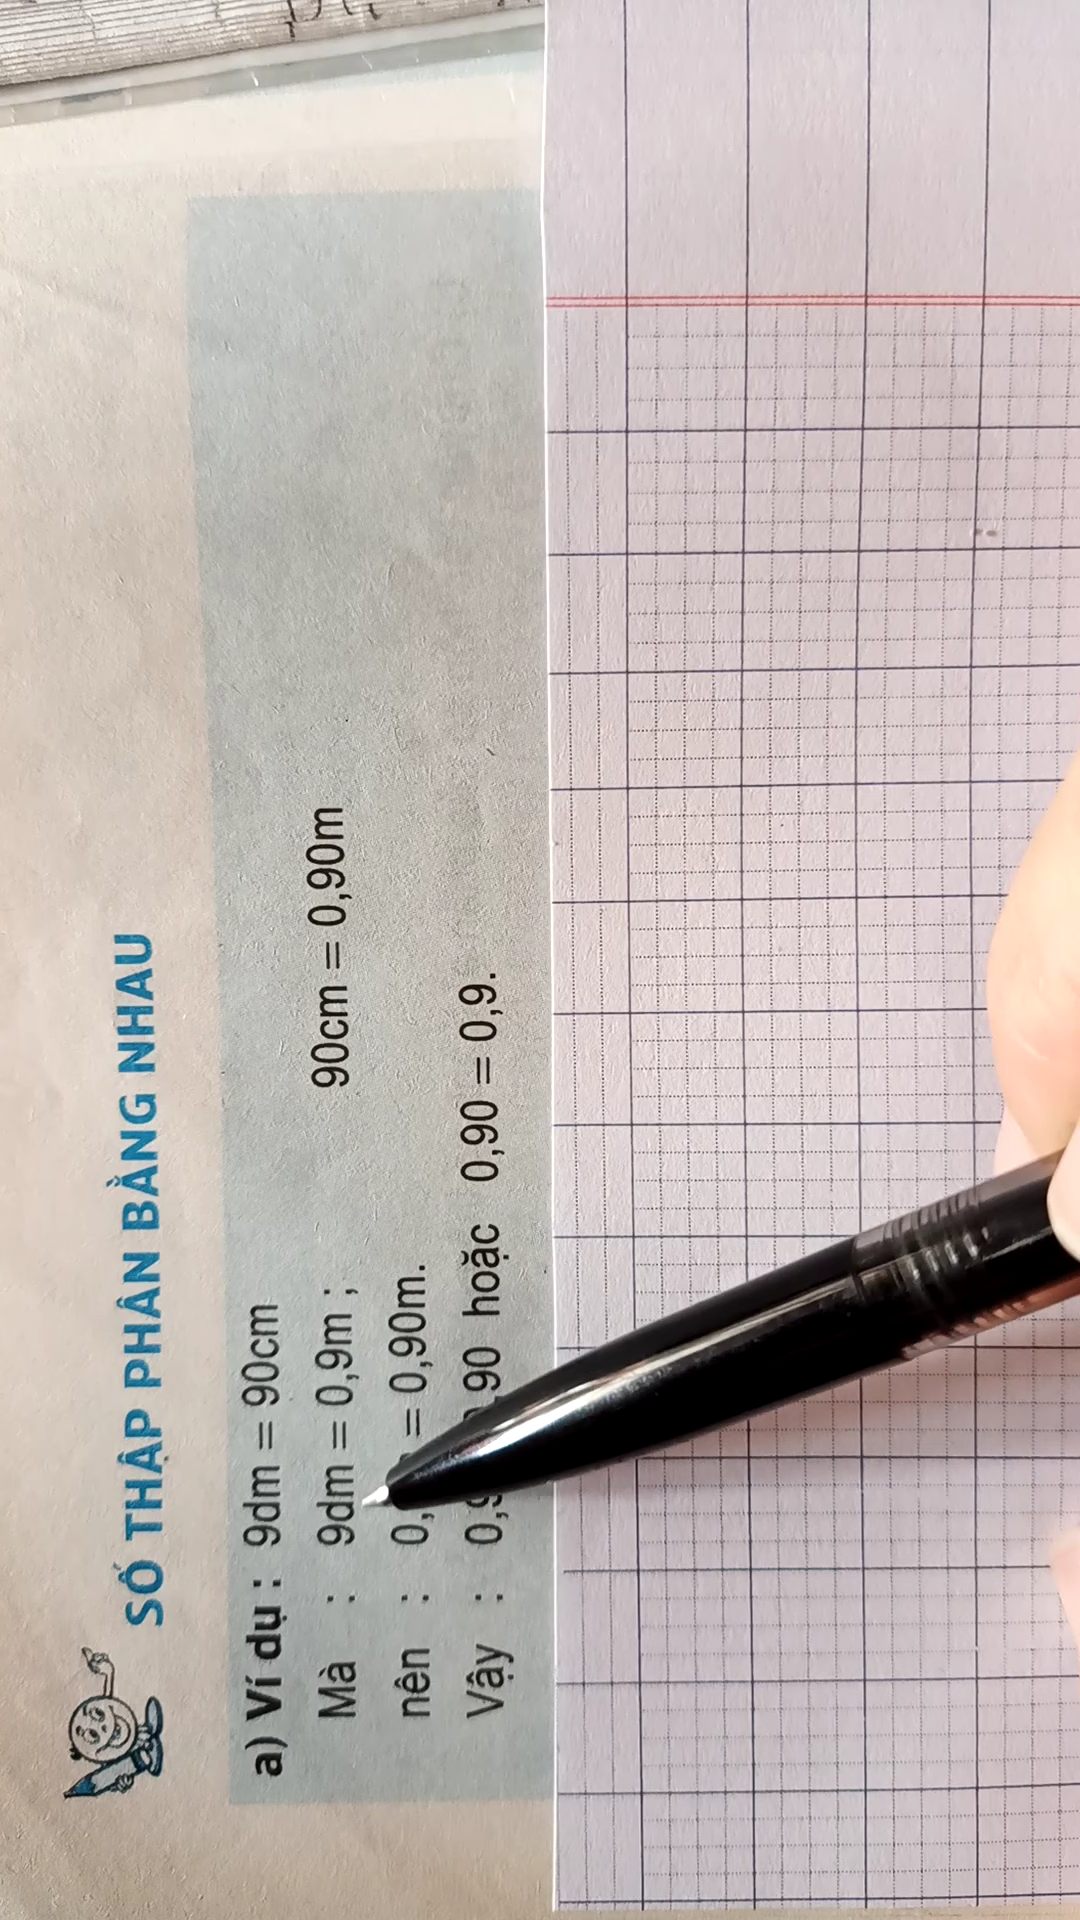 SỐ THẬP PHÂN BẰNG NHAU
a) Ví dụ : 9dm = 90cm
Mà : 9dm = 0,9m ; 90cm = 0,90m
nên : 0, = 0,90m.
Vậy : 0,9 ,90 hoặc 0,90 = 0,9.